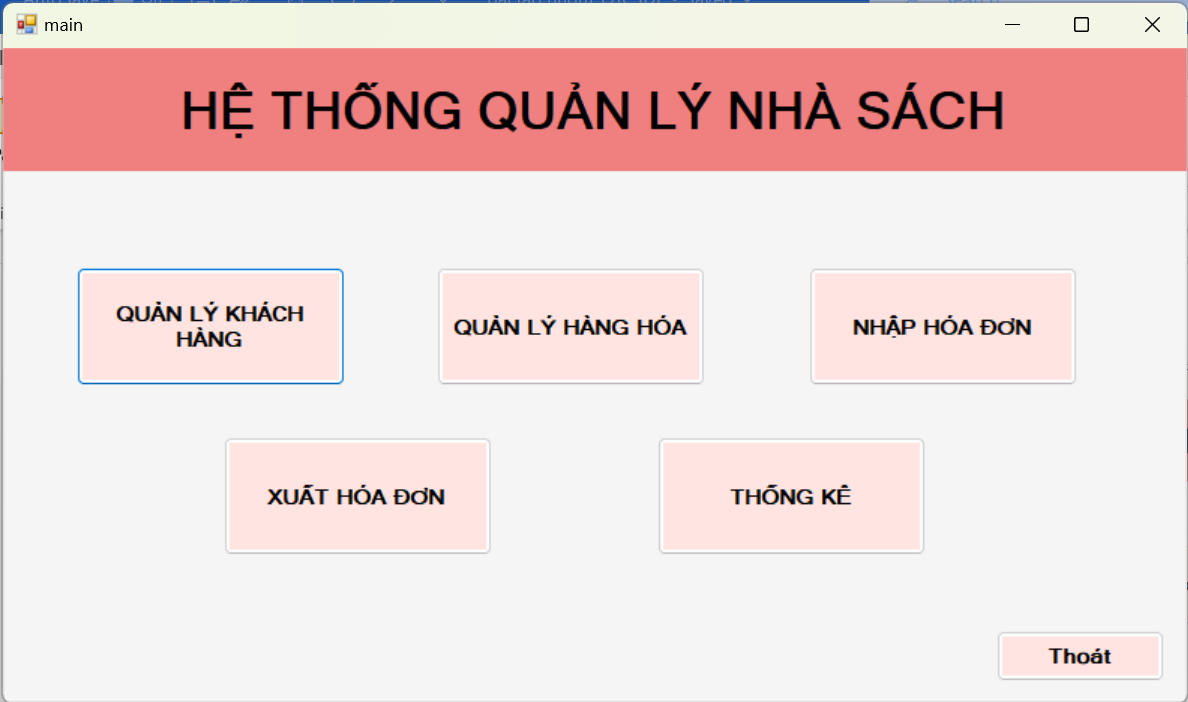 main
HỆ THỐNG QUẢN LÝ NHÀ SÁCH
QUẢN LÝ KHÁCH
HÀNG
QUẢN LÝ HÀNG HÓA
NHẬP HÓA ĐƠN
XUẤT HÓA ĐƠN
THỐNG KÊ
Thoát